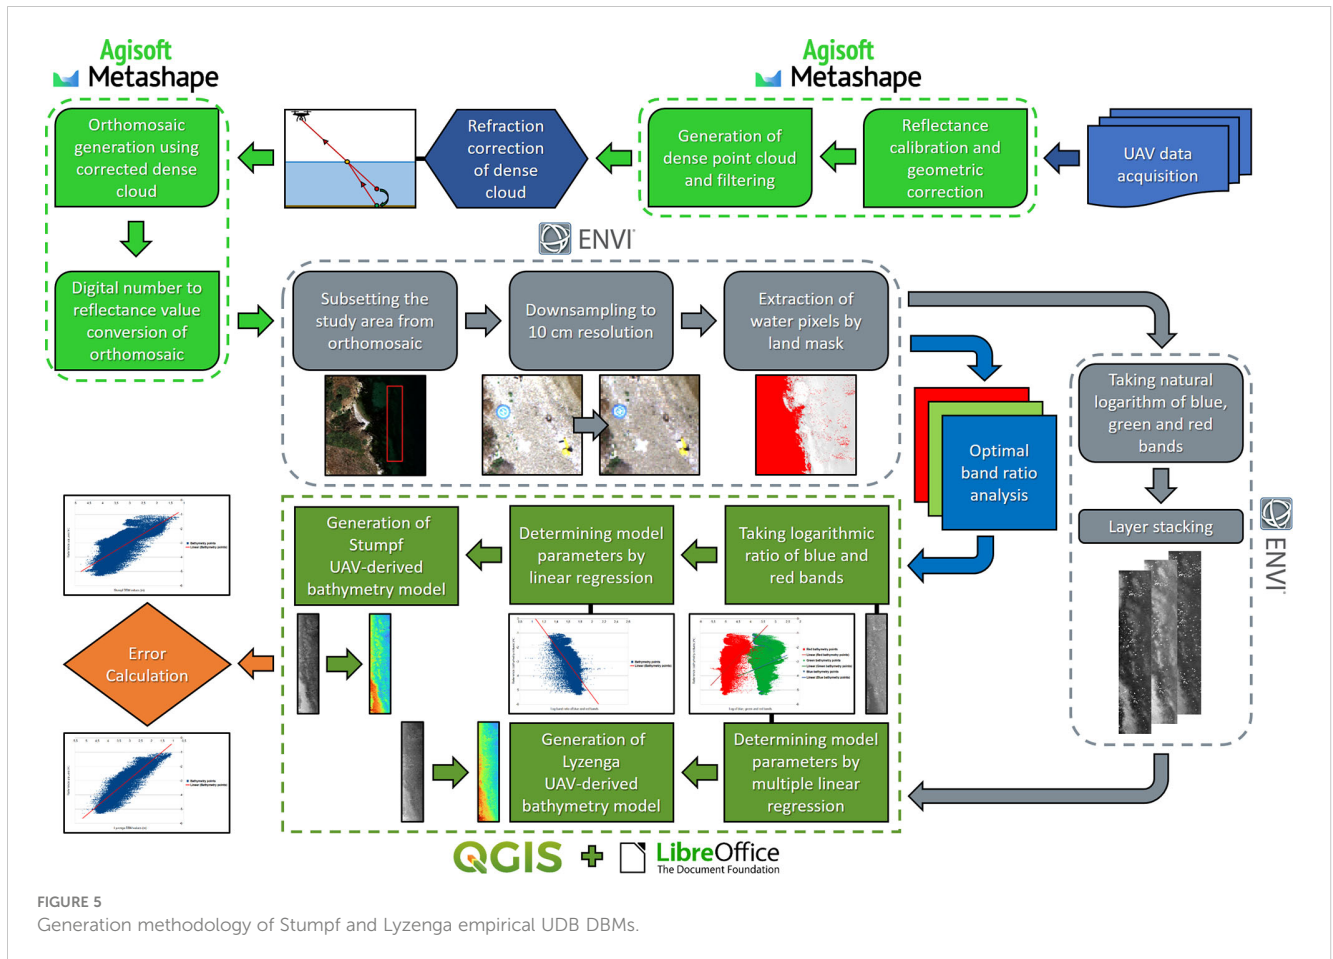 Agisoft
Metashape
Agisoft
Metashape
Orthomosaic
generation using
corrected dense
cloud
Refraction
correction
of dense
cloud
Generation of
dense point cloud
and filtering
Reflectance
calibration and
geometric
correction
UAV data
acquisition
ENVI
Digital number to
reflectance value
conversion of
orthomosaic
Subsetting the
study area from
orthomosaic
Downsampling to
10 cm resolution
Extraction of
water pixels by
land mask
Taking natural
logarithm of blue,
green and red
bands
Optimal
band ratio
analysis
Layer stacking
ENVI
Generation of
Stumpf
UAV-derived
bathymetry model
Determining model
parameters by
linear regression
Taking logarithmic
ratio of blue and
red bands
Error
Calculation
Generation of
Lyzenga
UAV-derived
bathymetry model
Determining model
parameters by
multiple linear
regression
QGIS
LibreOffice
The Document Foundation
FIGURE 5
Generation methodology of Stumpf and Lyzenga empirical UDB DBMs.